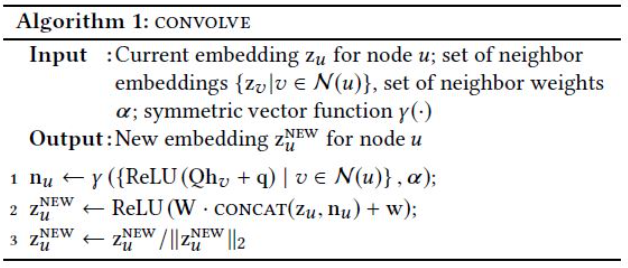 Algorithm 1: CONVOLVE
Input :Current embedding z_u for node u; set of neighbor
embeddings {z_v|v ∈ N(u)}, set of neighbor weights
α; symmetric vector function γ(·)
Output:New embedding z_u^NEW for node u
1 n_u ← γ ({ReLU (Qh_v + q) | v ∈ N(u)} , α);
2 z_u^NEW ← ReLU (W · CONCAT(z_u, n_u) + w);
3 z_u^NEW ← z_u^NEW/‖z_u^NEW‖_2